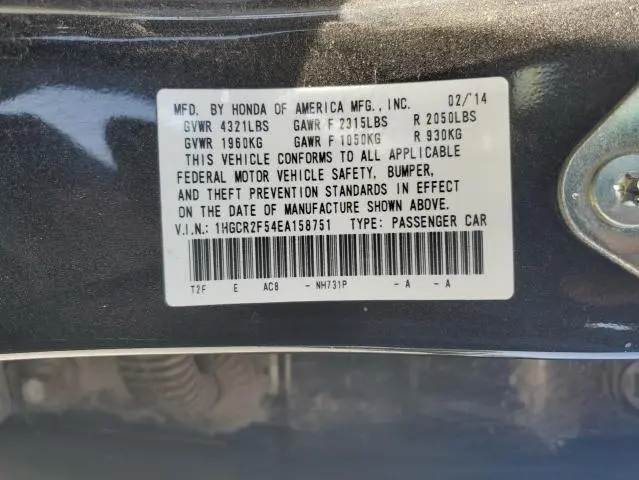 MFD. BY HONDA OF AMERICA MFG., INC. 02/'14
GVWR 4321LBS GAWR F 2315LBS R 2050LBS
GVWR 1960KG GAWR F 1050KG R 930KG
THIS VEHICLE CONFORMS TO ALL APPLICABLE
FEDERAL MOTOR VEHICLE SAFETY, BUMPER,
AND THEFT PREVENTION STANDARDS IN EFFECT
ON THE DATE OF MANUFACTURE SHOWN ABOVE.
V.I.N.: 1HGCR2F54EA158751 TYPE: PASSENGER CAR
T2F E AC8 - NH731P - A - A